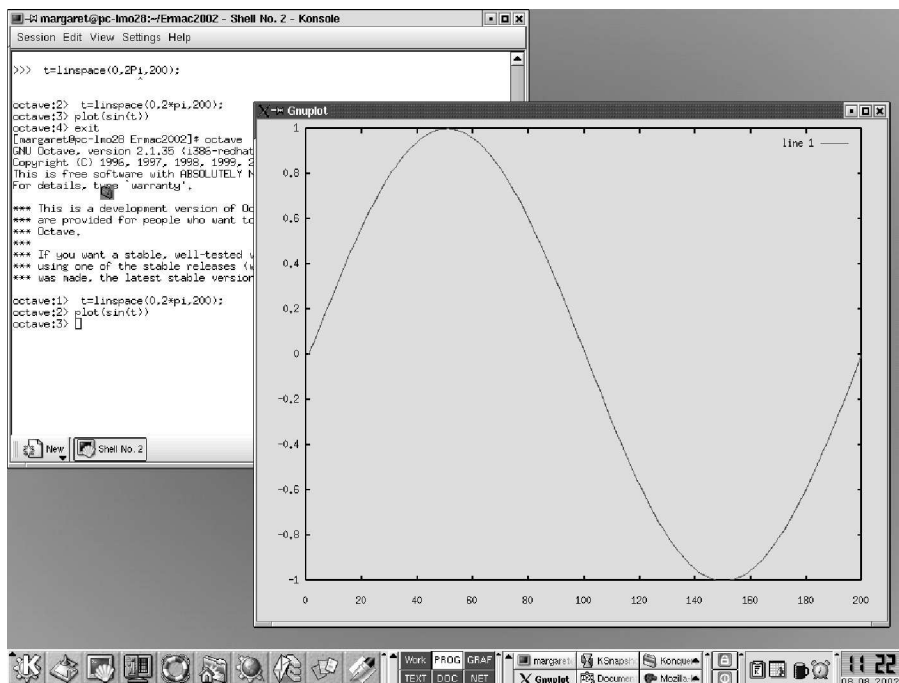 margaret@pc-lmo28:~/Ermac2002 - Shell No. 2 - Konsole
Session Edit View Settings Help
>>> t=linspace(0,2Pi,200);
^
octave:2> t=linspace(0,2*pi,200);
octave:3> plot(sin(t))
octave:4> exit
[margaret@pc-lmo28 Ermac2002]$ octave
GNU Octave, version 2.1.35 (i386-redhat
Copyright (C) 1996, 1997, 1998, 1999, 2
This is free software with ABSOLUTELY N
For details, type `warranty'.
*** This is a development version of Oc
*** are provided for people who want to
*** Octave.
***
*** If you want a stable, well-tested v
*** using one of the stable releases (w
*** was made, the latest stable version
octave:1> t=linspace(0,2*pi,200);
octave:2> plot(sin(t))
octave:3>
New
Shell No. 2
Gnuplot
line 1
1
0.8
0.6
0.4
0.2
0
-0.2
-0.4
-0.6
-0.8
-1
0 20 40 60 80 100 120 140 160 180 200
Work PROG GRAF
TEXT DOC NET
margaret KSnapsh Konque
Gnuplot Documen Mozilla
11 22
08.08.2002